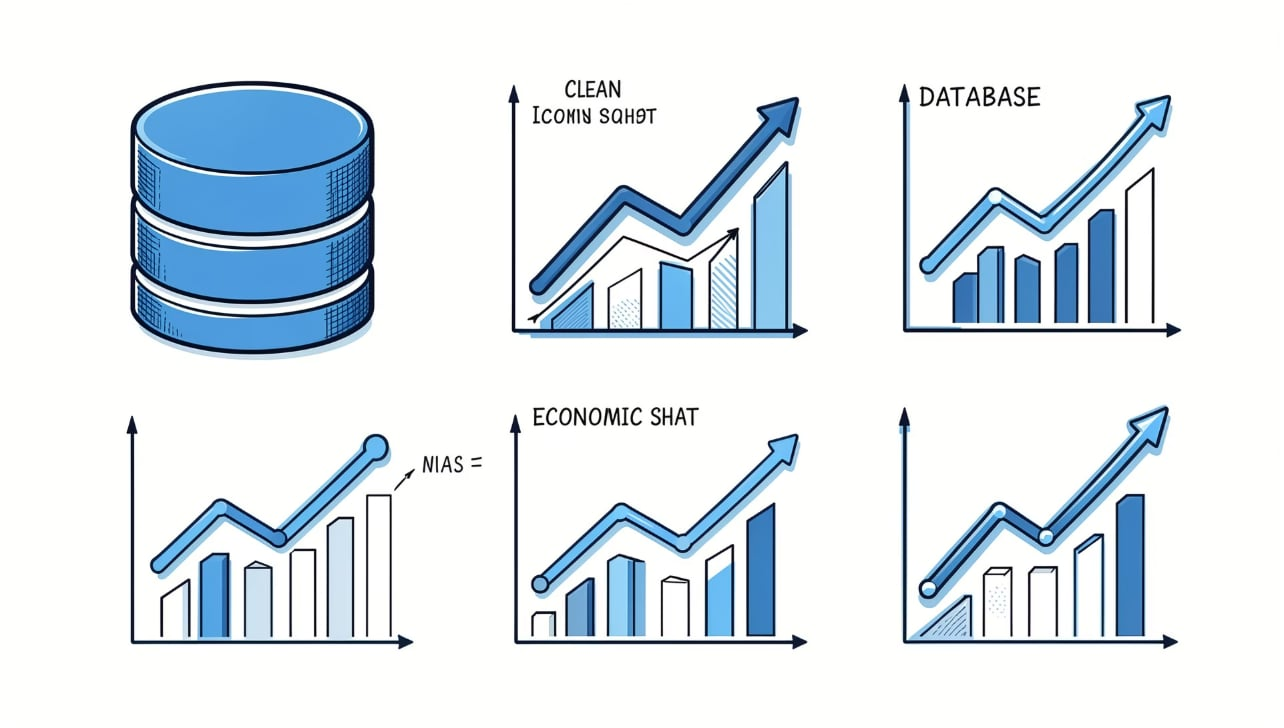 CLEAN
DATABASE
ECONOMIC SHAT
NIAS =